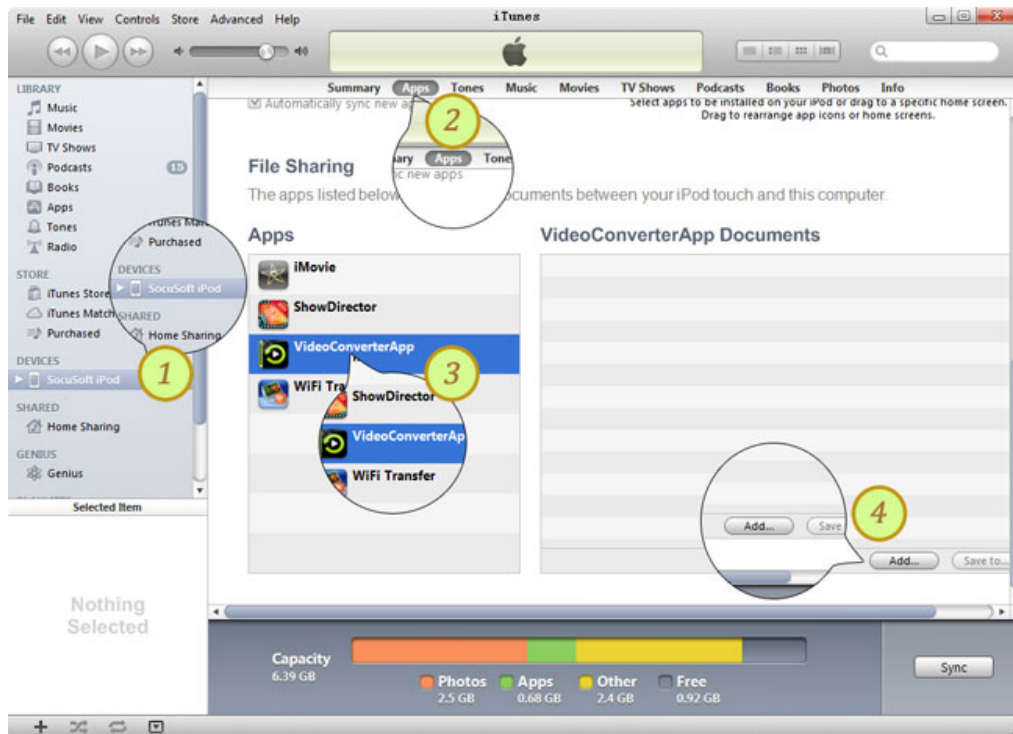 iTunes
File Edit View Controls Store Advanced Help
LIBRARY
Music
Movies
TV Shows
Podcasts 15
Books
Apps
Tones
Radio
STORE
iTunes Store
iTunes Match
Purchased
DEVICES
SocuSoft iPod
SHARED
Home Sharing
GENIUS
Genius
Selected Item
Nothing
Selected
iTunes Mat
Purchased
DEVICES
SocuSoft iPod
SHARED
Home Sharing
1
Summary Apps Tones Music Movies TV Shows Podcasts Books Photos Info
Automatically sync new ap
Select apps to be installed on your iPod or drag to a specific home screen.
Drag to rearrange app icons or home screens.
2
ary Apps Tone
nc new apps
File Sharing
The apps listed below cuments between your iPod touch and this computer.
Apps
iMovie
ShowDirector
VideoConverterApp
WiFi Tra
3
ShowDirector
VideoConverterAp
WiFi Transfer
VideoConverterApp Documents
Add... Save
4
Add... Save to...
Capacity
6.39 GB
Photos Apps Other Free
2.5 GB 0.68 GB 2.4 GB 0.92 GB
Sync